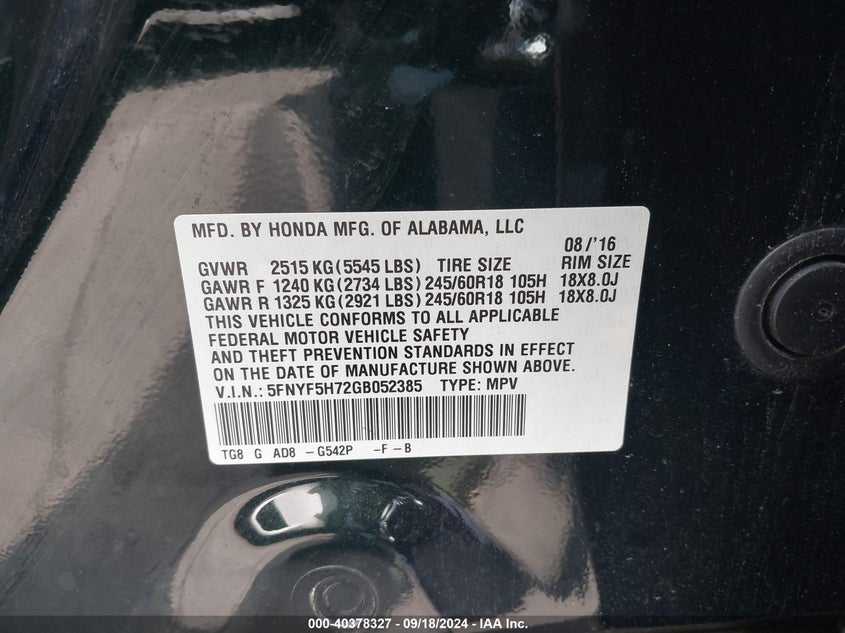 MFD. BY HONDA MFG. OF ALABAMA, LLC
08/'16
GVWR 2515 KG(5545 LBS) TIRE SIZE RIM SIZE
GAWR F 1240 KG(2734 LBS) 245/60R18 105H 18X8.0J
GAWR R 1325 KG(2921 LBS) 245/60R18 105H 18X8.0J
THIS VEHICLE CONFORMS TO ALL APPLICABLE
FEDERAL MOTOR VEHICLE SAFETY
AND THEFT PREVENTION STANDARDS IN EFFECT
ON THE DATE OF MANUFACTURE SHOWN ABOVE.
V.I.N.: 5FNYF5H72GB052385 TYPE: MPV
TG8 G AD8 -G542P -F-B
000-40378327 - 09/18/2024 - IAA Inc.